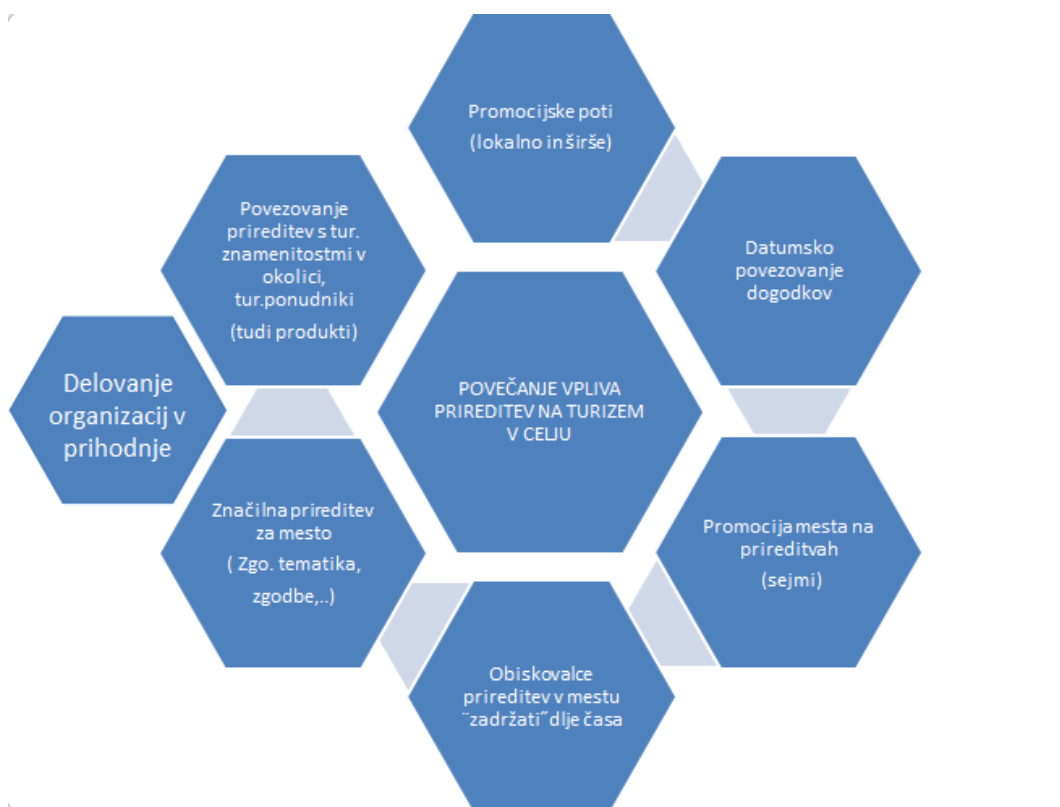 Promocijske poti
(lokalno in širše)
Povezovanje
prireditev s tur.
znamenitostmi v
okolici,
tur.ponudniki
(tudi produkti)
Datumsko
povezovanje
dogodkov
Delovanje
organizacij v
prihodnje
POVEČANJE VPLIVA
PRIREDITEV NA TURIZEM
V CELJU
Značilna prireditev
za mesto
( Zgo. tematika,
zgodbe,..)
Promocija mesta na
prireditvah
(sejmi)
Obiskovalce
prireditev v mestu
¨zadržati˝ dlje časa